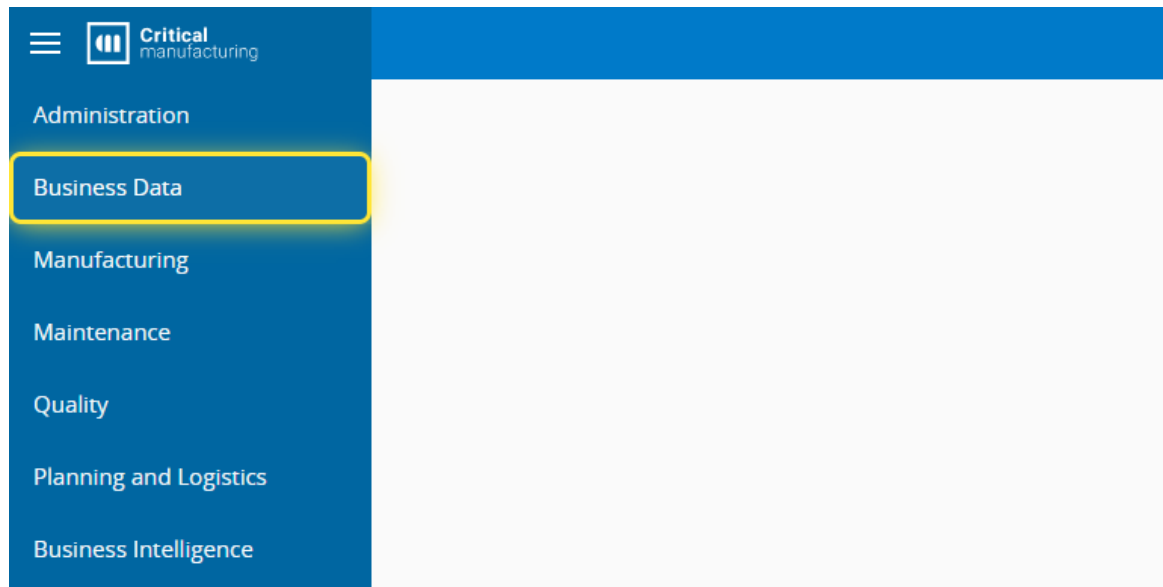 Critical
manufacturing
Administration
Business Data
Manufacturing
Maintenance
Quality
Planning and Logistics
Business Intelligence